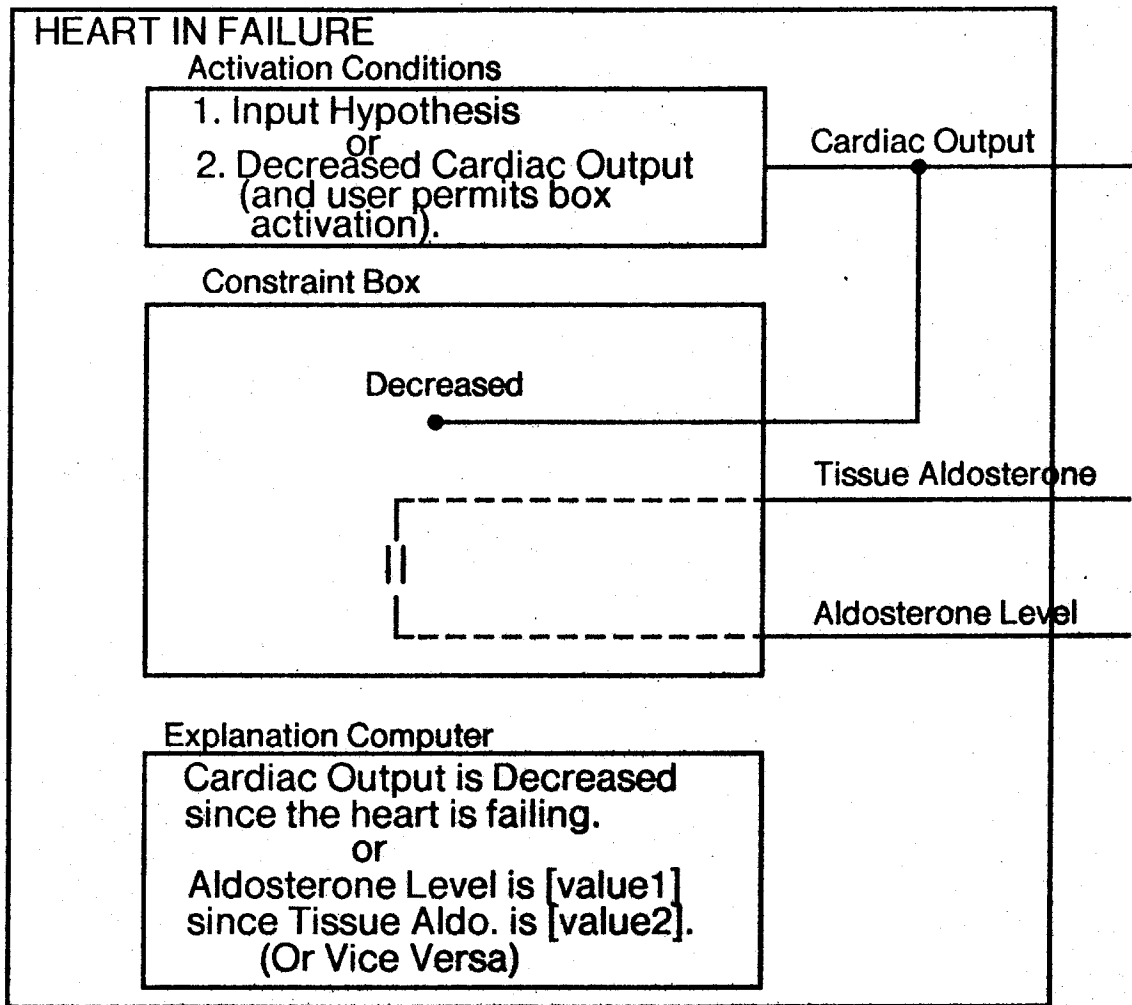 HEART IN FAILURE
Activation Conditions
1. Input Hypothesis
or
2. Decreased Cardiac Output
(and user permits box
activation).
Cardiac Output
Constraint Box
Decreased
Tissue Aldosterone
Aldosterone Level
Explanation Computer
Cardiac Output is Decreased
since the heart is failing.
or
Aldosterone Level is [value1]
since Tissue Aldo. is [value2].
(Or Vice Versa)